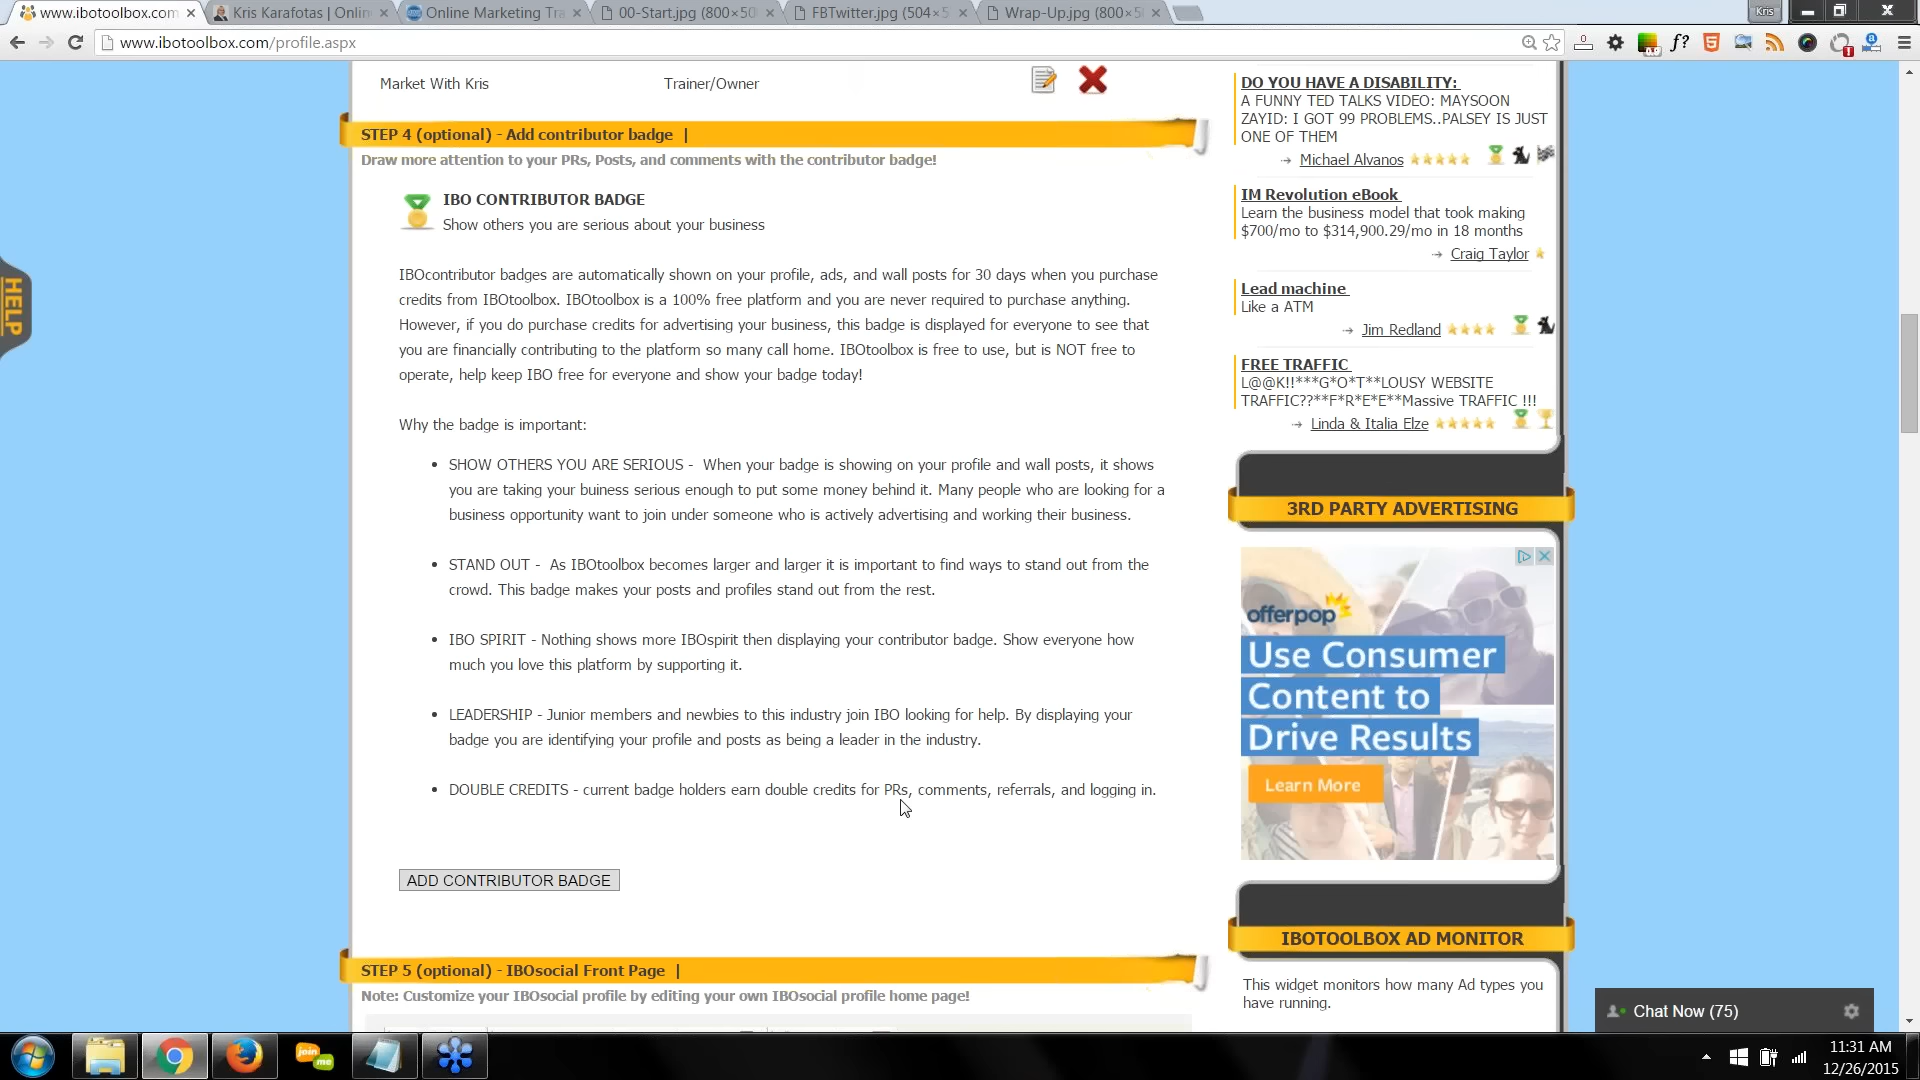 www.ibotoolbox.com/
Kris Karafotas | Onlin
Online Marketing Tra
00-Start.jpg (800×50
FBTwitter.jpg (504×5
Wrap-Up.jpg (800×5
Kris
www.ibotoolbox.com/profile.aspx
Market With Kris
Trainer/Owner
STEP 4 (optional) - Add contributor badge |
Draw more attention to your PRs, Posts, and comments with the contributor badge!
IBO CONTRIBUTOR BADGE
Show others you are serious about your business
IBOcontributor badges are automatically shown on your profile, ads, and wall posts for 30 days when you purchase
credits from IBOtoolbox. IBOtoolbox is a 100% free platform and you are never required to purchase anything.
However, if you do purchase credits for advertising your business, this badge is displayed for everyone to see that
you are financially contributing to the platform so many call home. IBOtoolbox is free to use, but is NOT free to
operate, help keep IBO free for everyone and show your badge today!
Why the badge is important:
• SHOW OTHERS YOU ARE SERIOUS - When your badge is showing on your profile and wall posts, it shows
you are taking your buiness serious enough to put some money behind it. Many people who are looking for a
business opportunity want to join under someone who is actively advertising and working their business.
• STAND OUT - As IBOtoolbox becomes larger and larger it is important to find ways to stand out from the
crowd. This badge makes your posts and profiles stand out from the rest.
• IBO SPIRIT - Nothing shows more IBOspirit then displaying your contributor badge. Show everyone how
much you love this platform by supporting it.
• LEADERSHIP - Junior members and newbies to this industry join IBO looking for help. By displaying your
badge you are identifying your profile and posts as being a leader in the industry.
• DOUBLE CREDITS - current badge holders earn double credits for PRs, comments, referrals, and logging in.
ADD CONTRIBUTOR BADGE
STEP 5 (optional) - IBOsocial Front Page |
Note: Customize your IBOsocial profile by editing your own IBOsocial profile home page!
HELP
DO YOU HAVE A DISABILITY:
A FUNNY TED TALKS VIDEO: MAYSOON
ZAYID: I GOT 99 PROBLEMS..PALSEY IS JUST
ONE OF THEM
Michael Alvanos
IM Revolution eBook
Learn the business model that took making
$700/mo to $314,900.29/mo in 18 months
Craig Taylor
Lead machine
Like a ATM
Jim Redland
FREE TRAFFIC
L@@K!!***G*O*T**LOUSY WEBSITE
TRAFFIC??**F*R*E*E**Massive TRAFFIC !!!
Linda & Italia Elze
3RD PARTY ADVERTISING
offerpop
Use Consumer
Content to
Drive Results
Learn More
IBOTOOLBOX AD MONITOR
This widget monitors how many Ad types you
have running.
Chat Now (75)
join
me
11:31 AM
12/26/2015